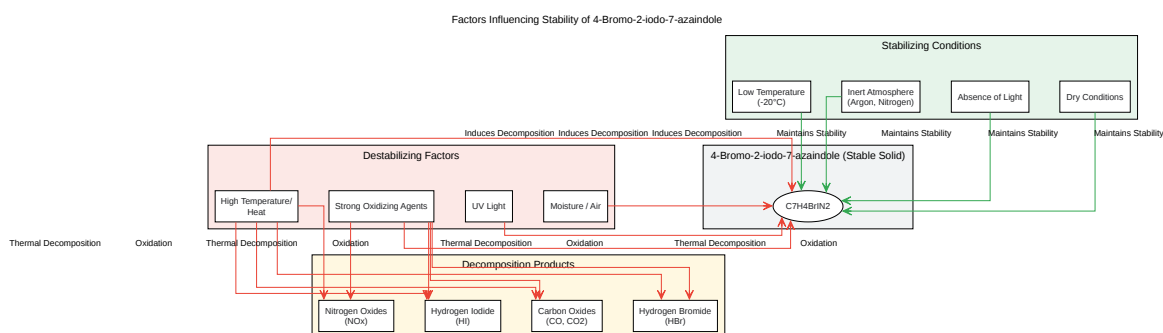 Factors Influencing Stability of 4-Bromo-2-iodo-7-azaindole
Stabilizing Conditions
Low Temperature
(-20°C)
Inert Atmosphere
(Argon, Nitrogen)
Absence of Light
Dry Conditions
Induces Decomposition
Induces Decomposition
Induces Decomposition
Maintains Stability
Maintains Stability
Maintains Stability
Maintains Stability
Destabilizing Factors
4-Bromo-2-iodo-7-azaindole (Stable Solid)
High Temperature/
Heat
Strong Oxidizing Agents
UV Light
Moisture / Air
C7H4BrIN2
Thermal Decomposition
Oxidation
Thermal Decomposition
Oxidation
Thermal Decomposition
Oxidation
Thermal Decomposition
Oxidation
Decomposition Products
Nitrogen Oxides
(NOx)
Hydrogen Iodide
(HI)
Carbon Oxides
(CO, CO2)
Hydrogen Bromide
(HBr)